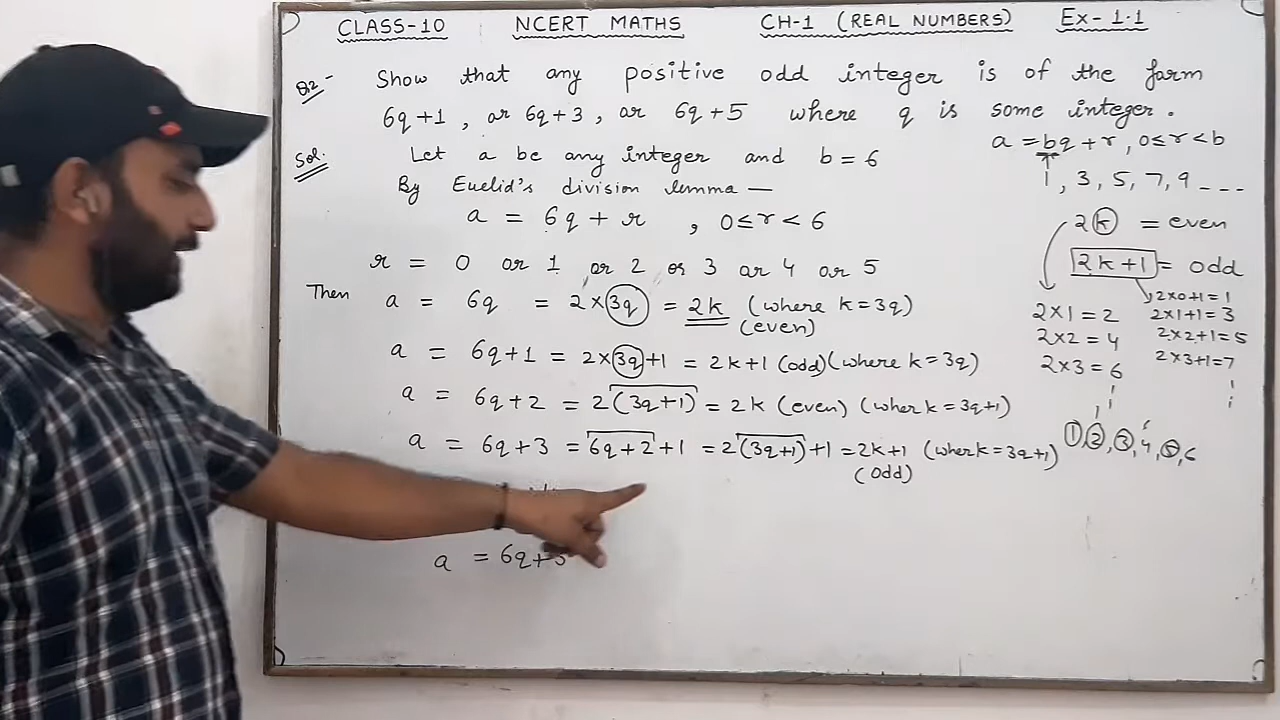 CLASS-10 NCERT MATHS CH-1 (REAL NUMBERS) Ex- 1.1
Q2- Show that any positive odd integer is of the form
6q+1, or 6q+3, or 6q+5 where q is some integer.
Sol. Let a be any integer and b = 6
By Euclid's division lemma —
a = 6q + r , 0≤r<6
r = 0 or 1 or 2 or 3 or 4 or 5
Then a = 6q = 2×3q = 2k (where k=3q)
(even)
a = 6q+1 = 2×3q+1 = 2k+1 (odd) (where k=3q)
a = 6q+2 = 2(3q+1) = 2k (even) (wher k=3q+1)
a = 6q+3 = 6q+2+1 = 2(3q+1)+1 = 2k+1 (wher k=3q+1)
(odd)
a = 6q+5
a = bq + r, 0≤r<b
1, 3, 5, 7, 9 ---
2k = even
2k+1 = odd
2×1 = 2
2×2 = 4
2×3 = 6
2×0+1=1
2×1+1=3
2×2+1=5
2×3+1=7
1, 2, 3, 4, 5, 6